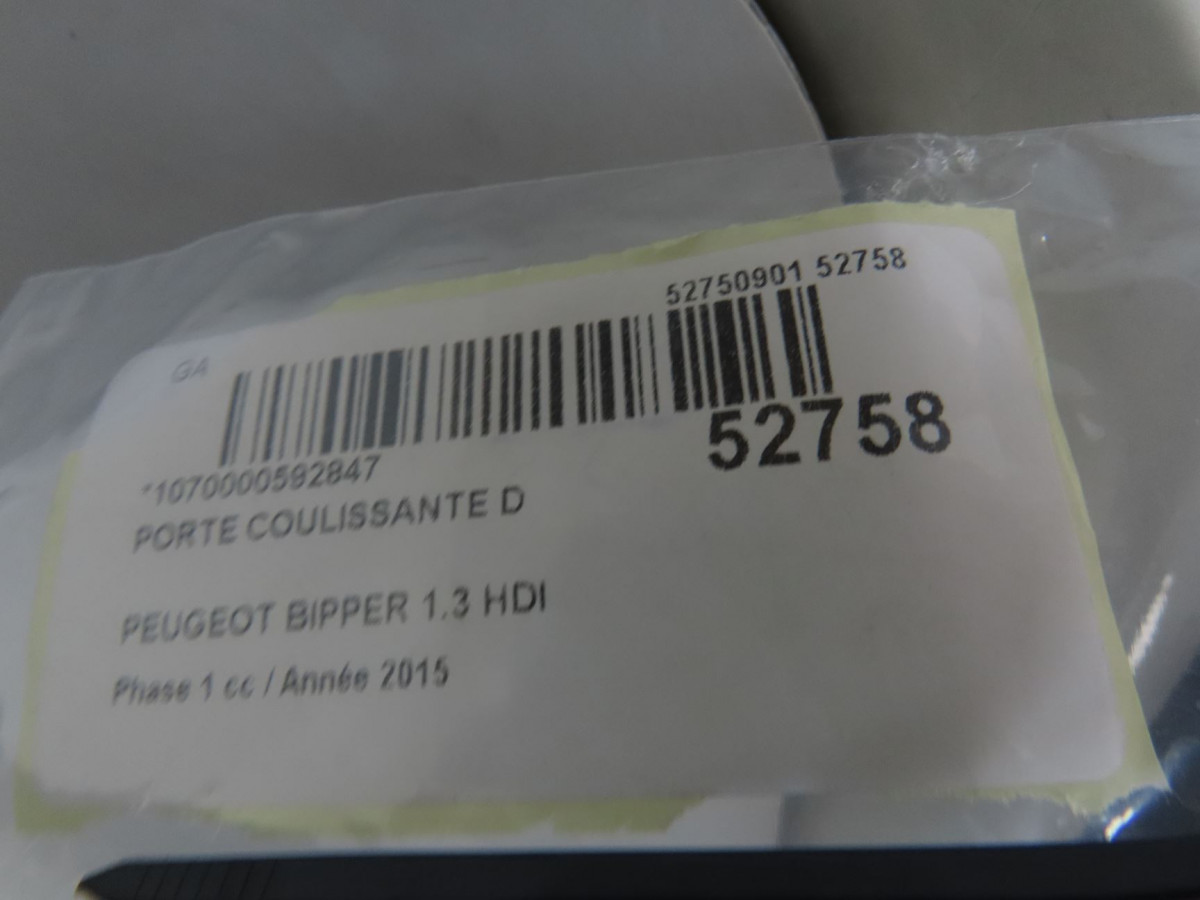 52750901 52758
GA
52758
*1070000592847
PORTE COULISSANTE D
PEUGEOT BIPPER 1.3 HDI
Phase 1 cc / Année 2015